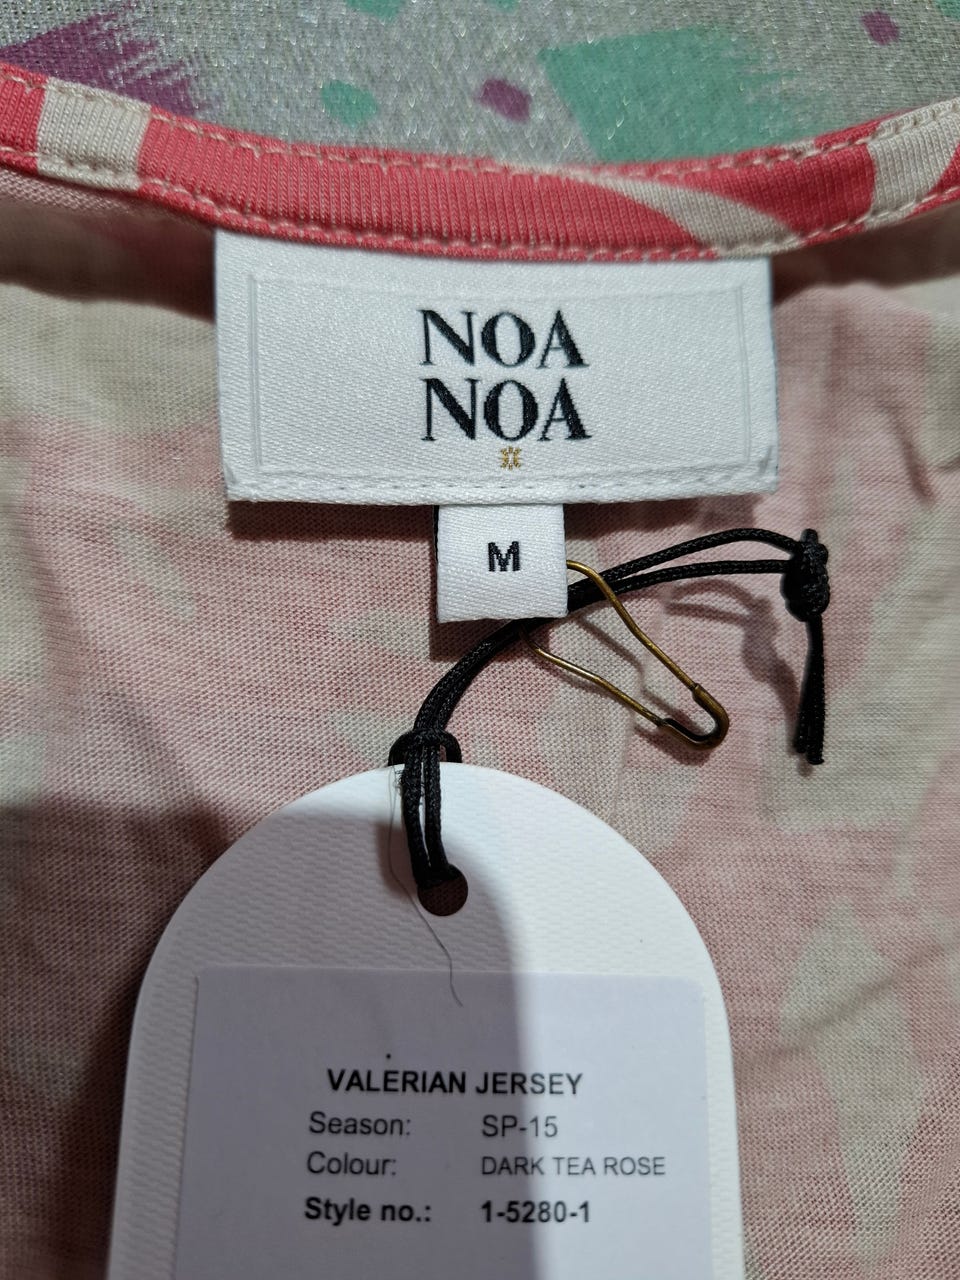 NOA
NOA
M
VALERIAN JERSEY
Season: SP-15
Colour: DARK TEA ROSE
Style no.: 1-5280-1